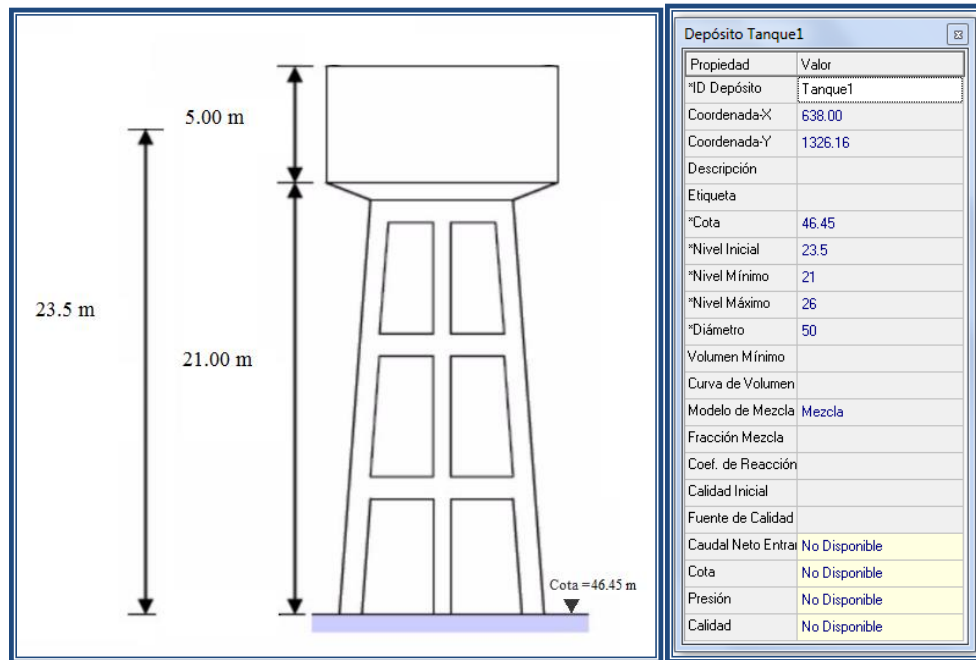 5.00 m
23.5 m
21.00 m
Cota =46.45 m
Depósito Tanque1
Propiedad Valor
*ID Depósito Tanque1
Coordenada-X 638.00
Coordenada-Y 1326.16
Descripción
Etiqueta
*Cota 46.45
*Nivel Inicial 23.5
*Nivel Mínimo 21
*Nivel Máximo 26
*Diámetro 50
Volumen Mínimo
Curva de Volumen
Modelo de Mezcla Mezcla
Fracción Mezcla
Coef. de Reacción
Calidad Inicial
Fuente de Calidad
Caudal Neto Entrai No Disponible
Cota No Disponible
Presión No Disponible
Calidad No Disponible